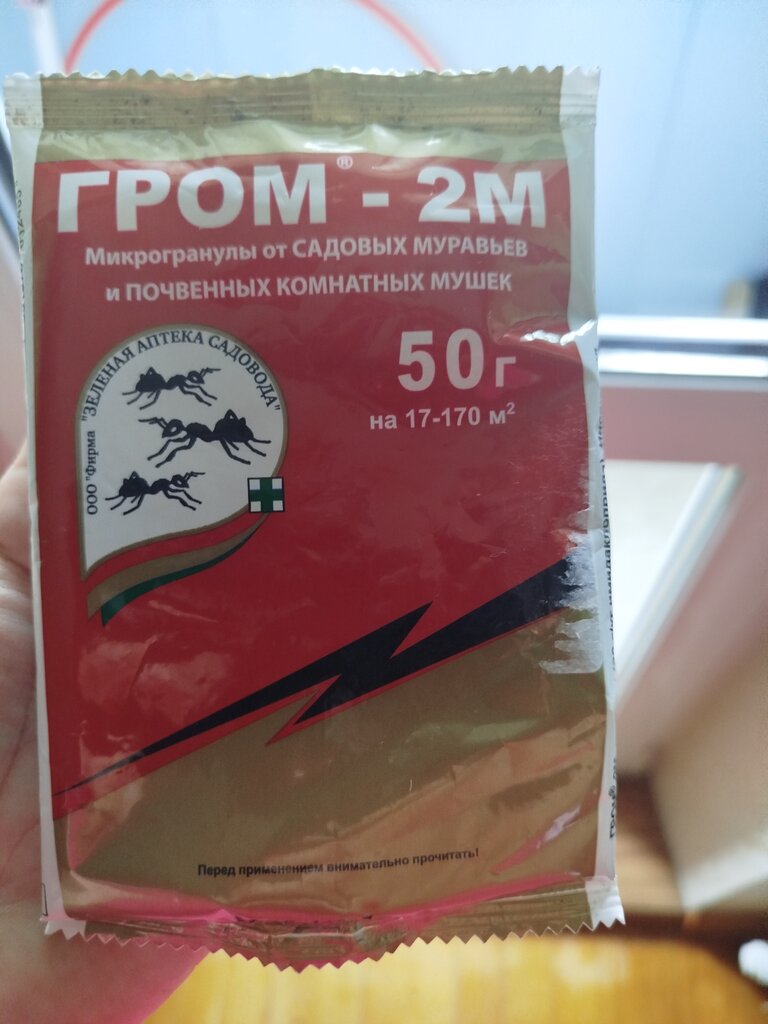 ГРОМ® - 2М
Микрогранулы от САДОВЫХ МУРАВЬЕВ
и ПОЧВЕННЫХ КОМНАТНЫХ МУШЕК
50 г
на 17-170 м²
ООО "Фирма "ЗЕЛЕНАЯ АПТЕКА САДОВОДА"
Перед применением внимательно прочитать!